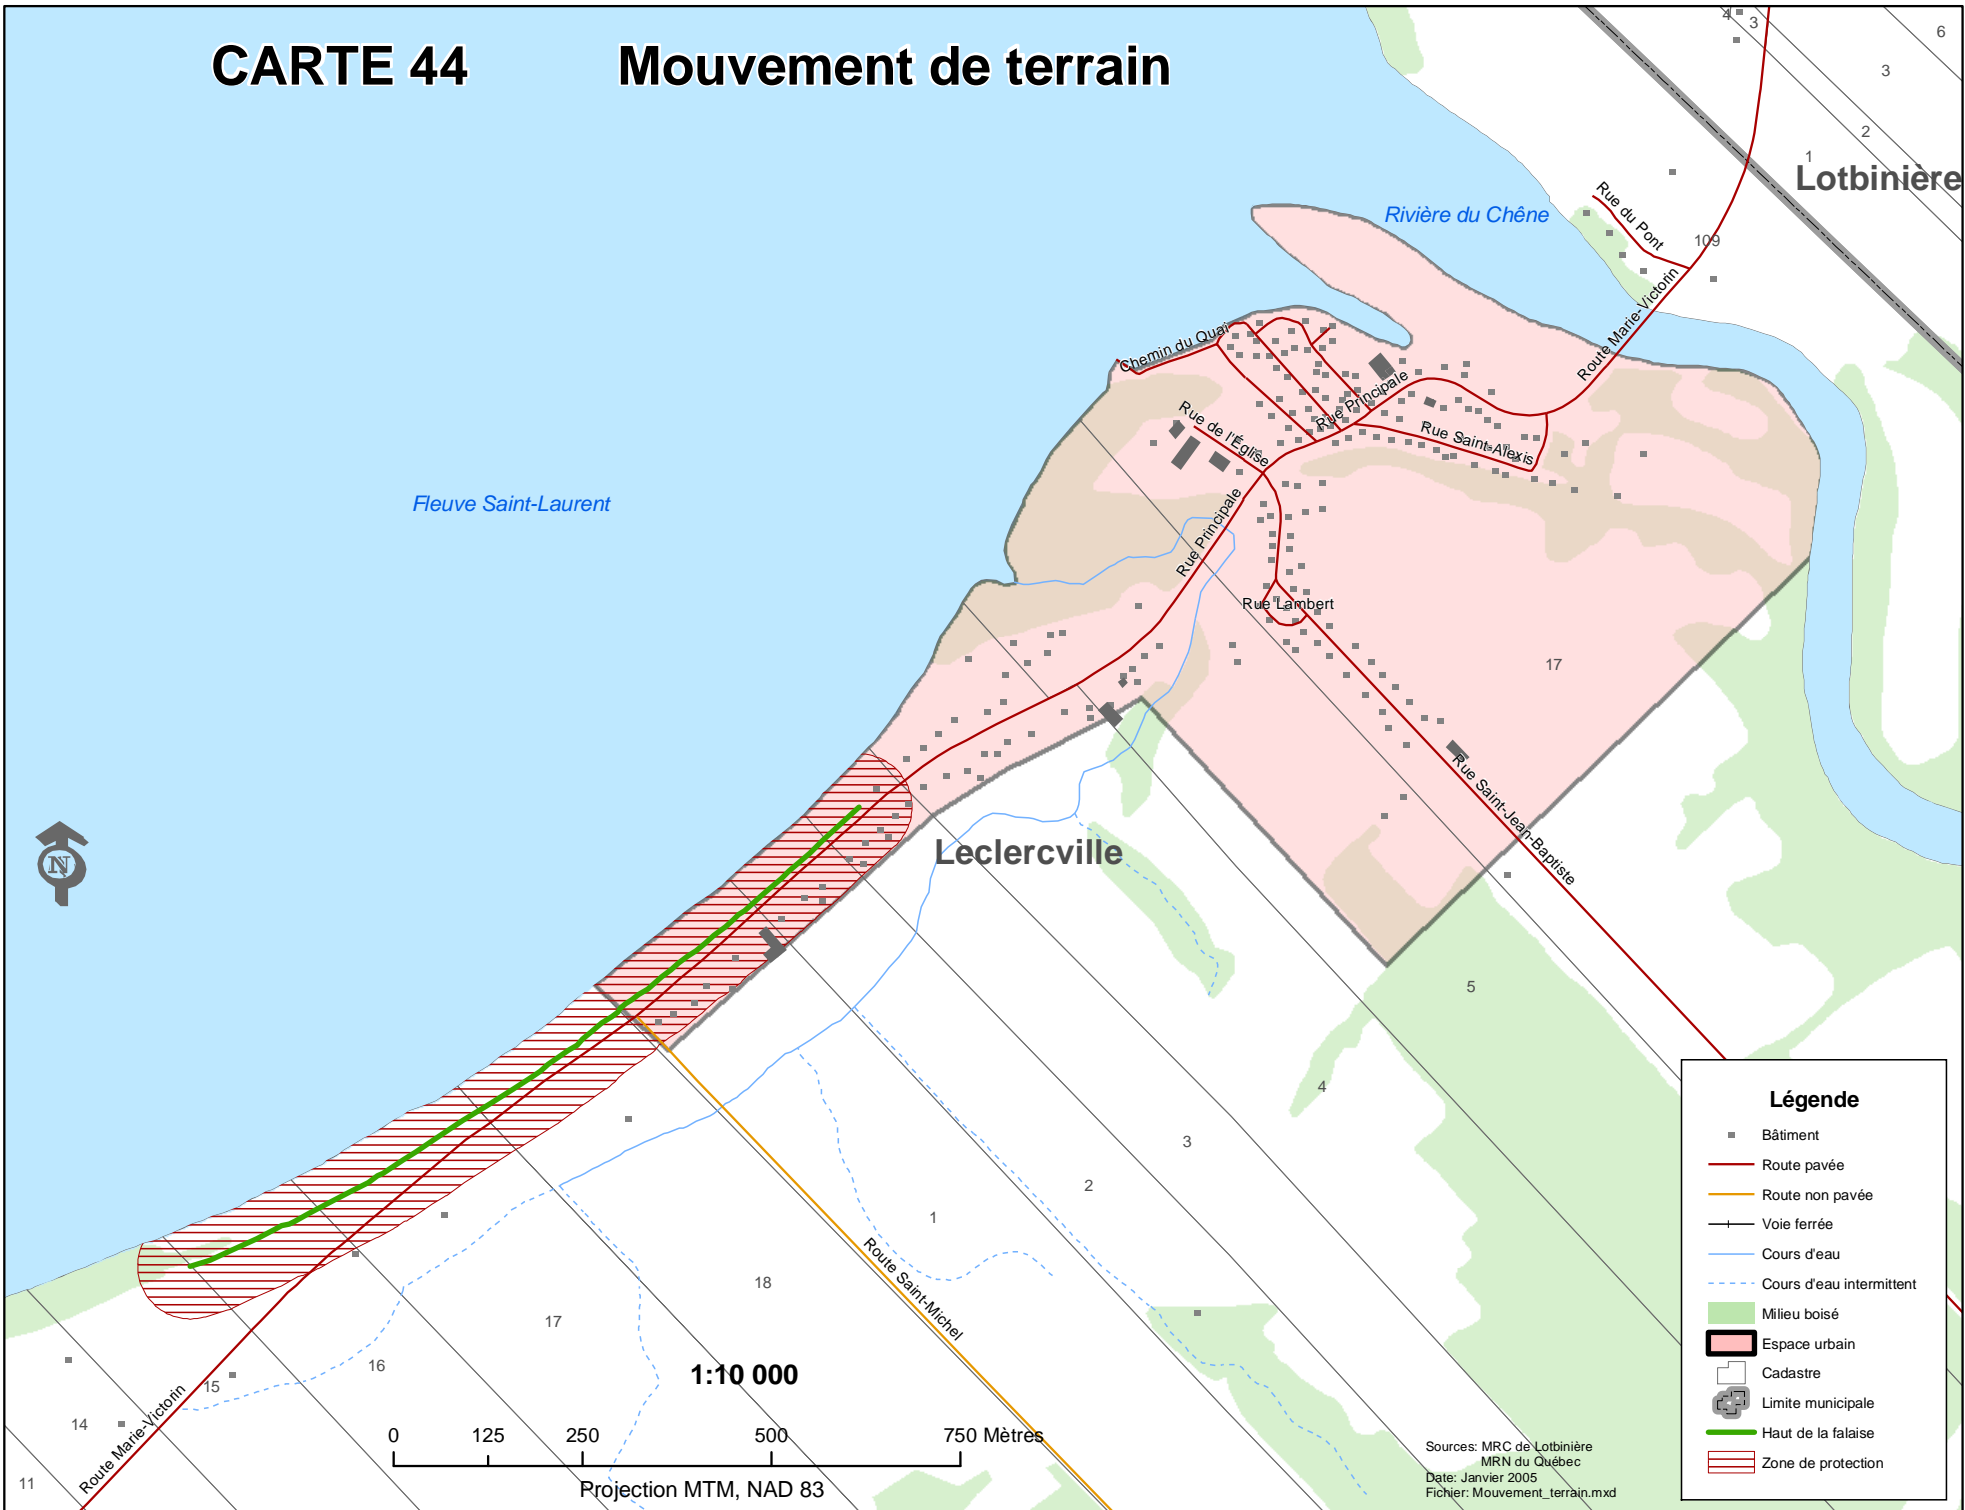 CARTE 44 Mouvement de terrain
4
3
6
3
2
1
Lotbinière
Rivière du Chêne
Rue du Pont
109
Route Marie-Victorin
Chemin du Quai
Rue Principale
Rue de l'Église
Rue Saint-Alexis
Fleuve Saint-Laurent
Rue Principale
Rue Lambert
17
Rue Saint-Jean-Baptiste
N
Leclercville
5
4
3
2
1
18
17
16
15
14
11
Route Saint-Michel
Route Marie-Victorin
1:10 000
0 125 250 500 750 Mètres
Projection MTM, NAD 83
Sources: MRC de Lotbinière
MRN du Québec
Date: Janvier 2005
Fichier: Mouvement_terrain.mxd
Légende
Bâtiment
Route pavée
Route non pavée
Voie ferrée
Cours d'eau
Cours d'eau intermittent
Milieu boisé
Espace urbain
Cadastre
Limite municipale
Haut de la falaise
Zone de protection